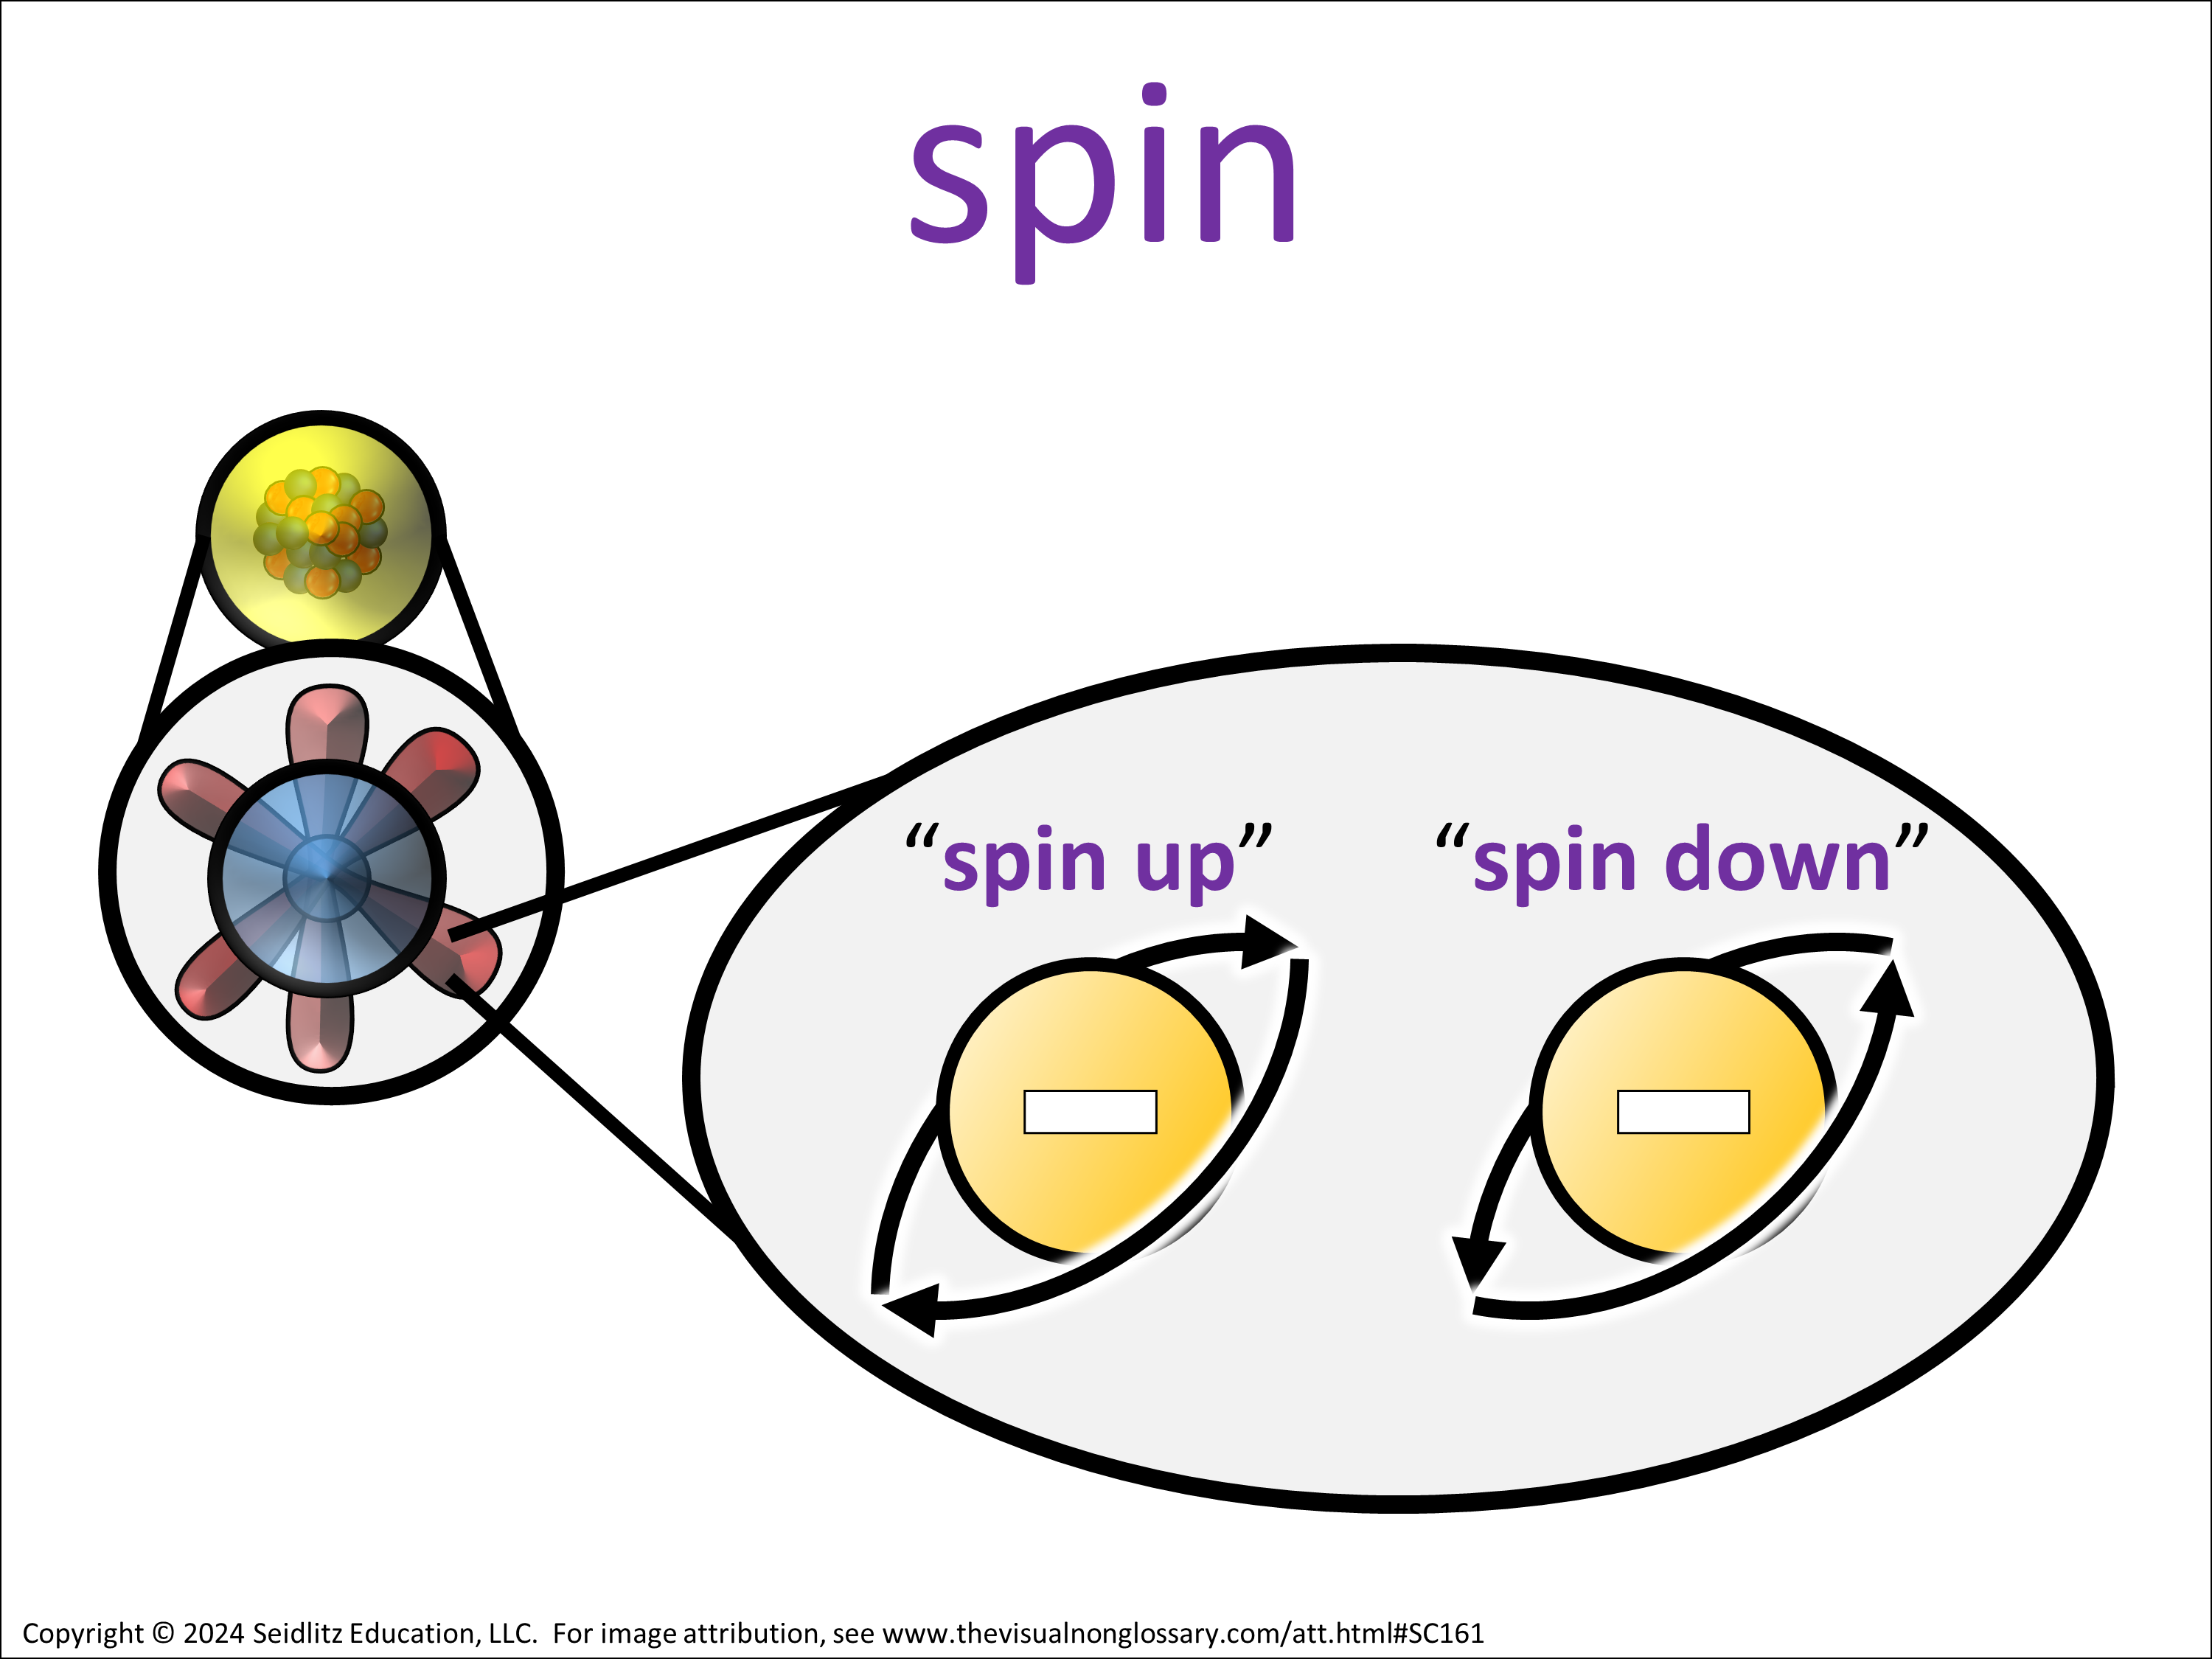 spin
“spin up” “spin down”
Copyright © 2024 Seidlitz Education, LLC.  For image attribution, see www.thevisualnonglossary.com/att.html#SC161